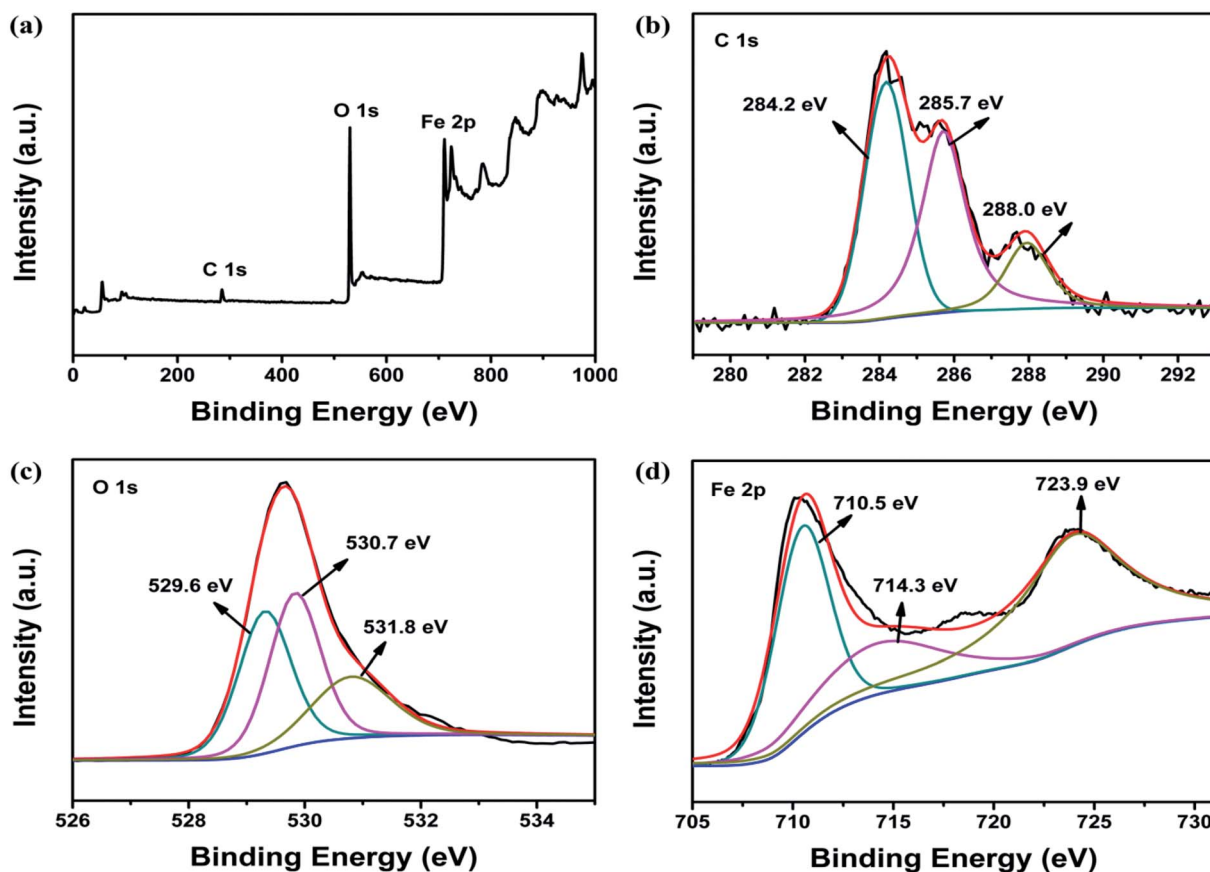 (a)
O 1s
Fe 2p
C 1s
Intensity (a.u.)
0 200 400 600 800 1000
Binding Energy (eV)
(b)
C 1s
284.2 eV
285.7 eV
288.0 eV
Intensity (a.u.)
280 282 284 286 288 290 292
Binding Energy (eV)
(c)
O 1s
529.6 eV
530.7 eV
531.8 eV
Intensity (a.u.)
526 528 530 532 534
Binding Energy (eV)
(d)
Fe 2p
710.5 eV
714.3 eV
723.9 eV
Intensity (a.u.)
705 710 715 720 725 730
Binding Energy (eV)